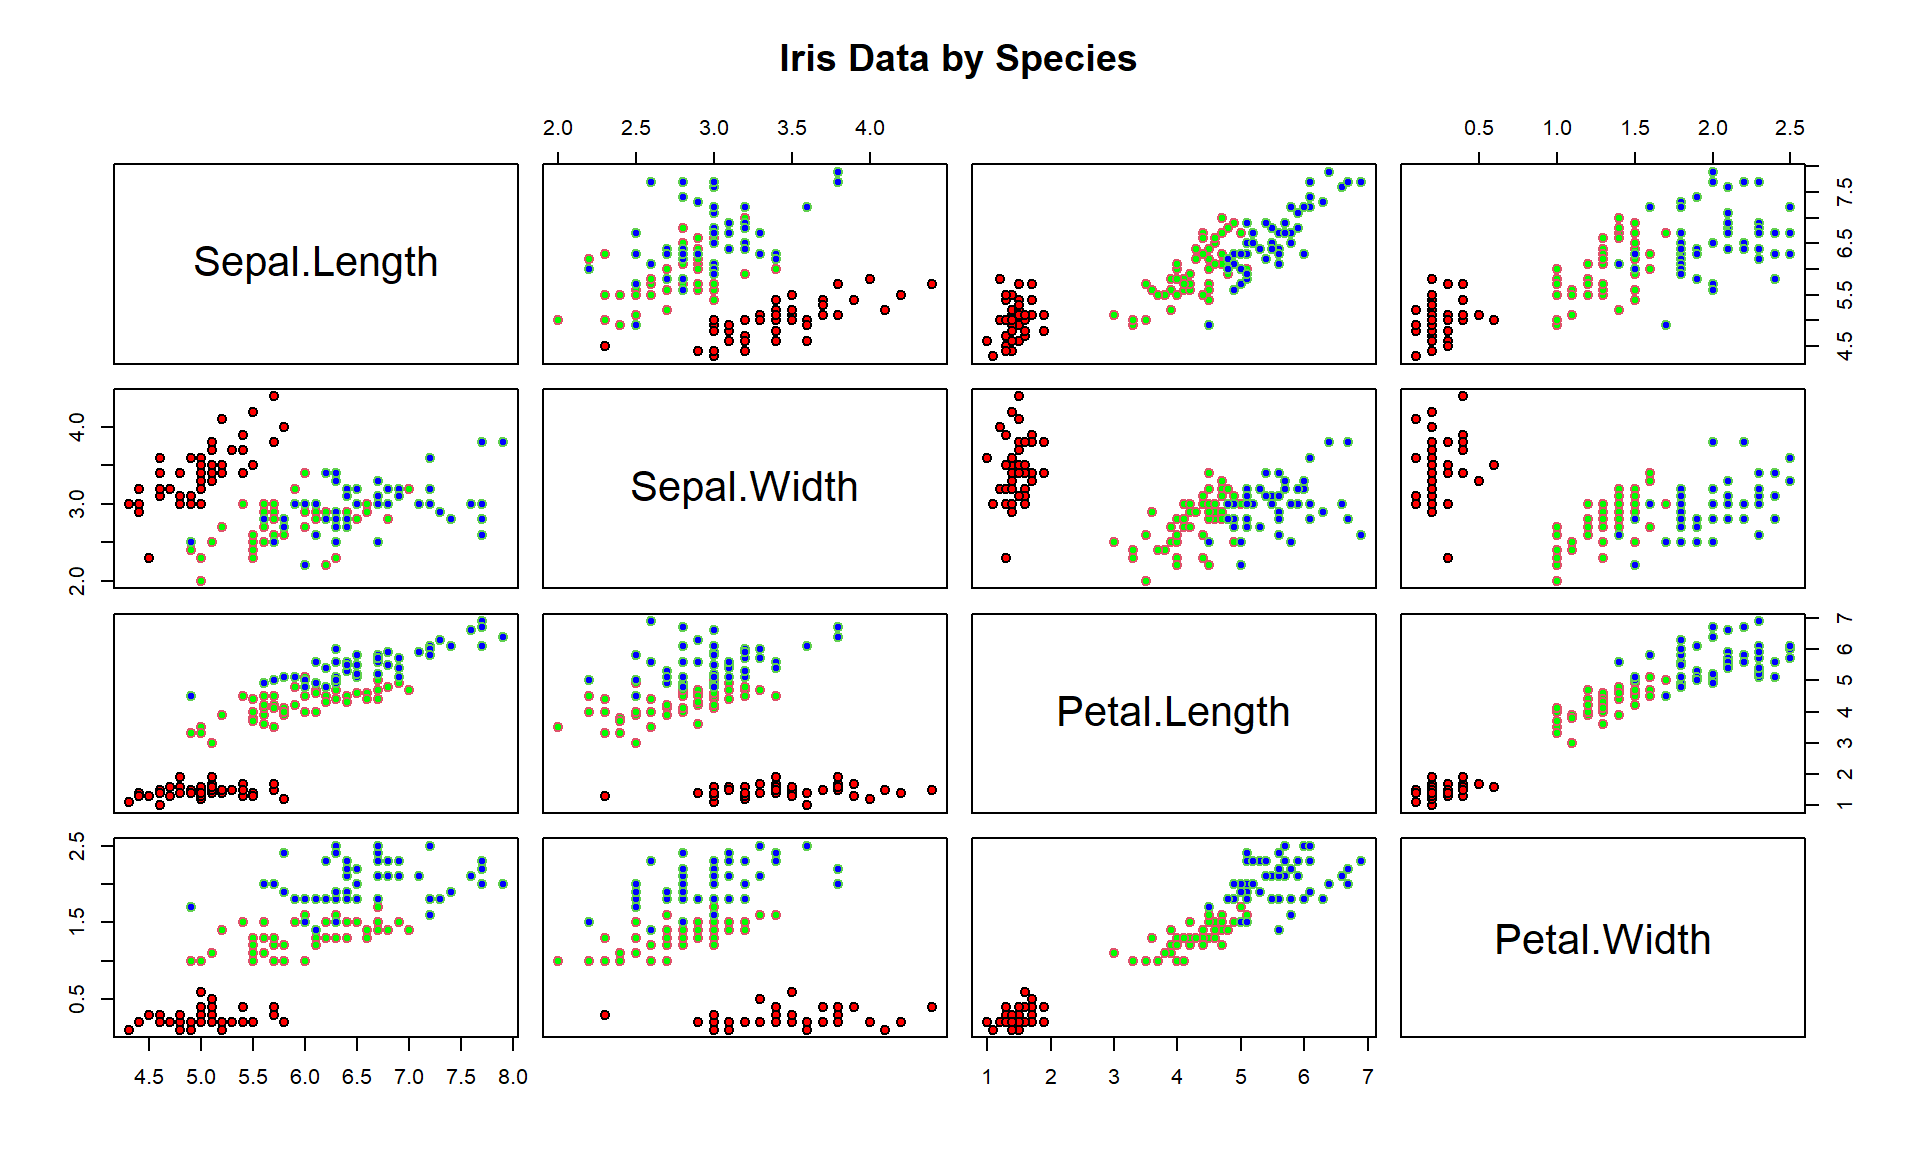 Iris Data by Species
2.0 2.5 3.0 3.5 4.0
0.5 1.0 1.5 2.0 2.5
Sepal.Length
4.5 5.5 6.5 7.5
2.0 3.0 4.0
Sepal.Width
Petal.Length
1 2 3 4 5 6 7
0.5 1.5 2.5
Petal.Width
4.5 5.0 5.5 6.0 6.5 7.0 7.5 8.0
1 2 3 4 5 6 7